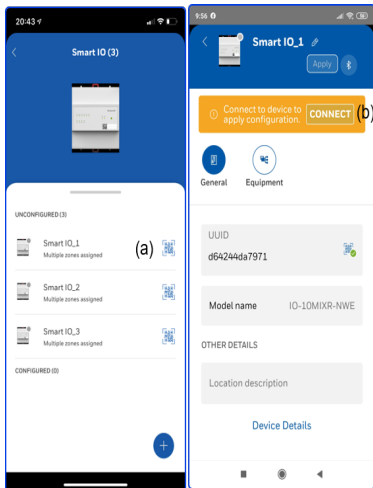 20:43
Smart IO (3)
UNCONFIGURED (3)
Smart IO_1
Multiple zones assigned
(a)
Smart IO_2
Multiple zones assigned
Smart IO_3
Multiple zones assigned
CONFIGURED (0)
+
9:56
Smart IO_1
Apply
Connect to device to
apply configuration.
CONNECT
(b)
General
Equipment
UUID
d64244da7971
Model name
IO-10MIXR-NWE
OTHER DETAILS
Location description
Device Details